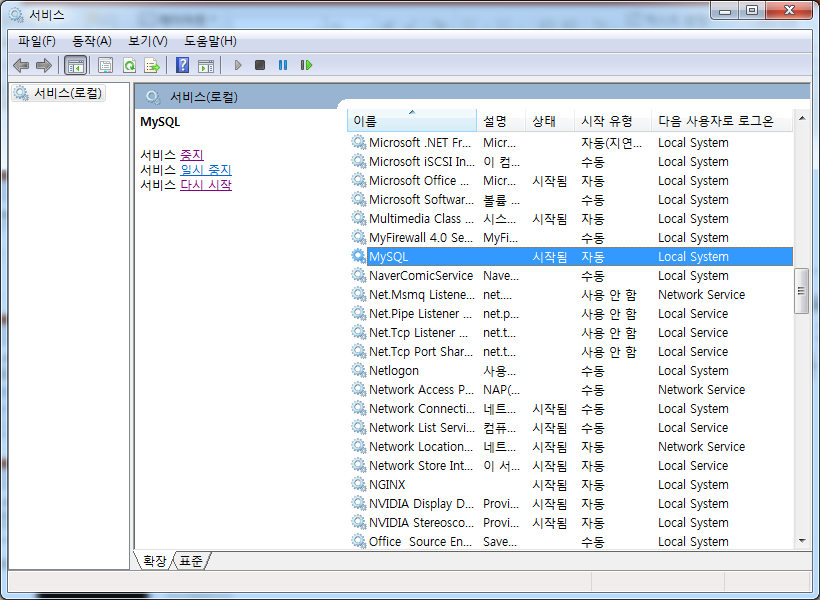 서비스
파일(F) 동작(A) 보기(V) 도움말(H)
서비스(로컬)
서비스(로컬)
MySQL
서비스 중지
서비스 일시 중지
서비스 다시 시작
이름 설명 상태 시작 유형 다음 사용자로 로그온
Microsoft .NET Fr... Micr... 자동(지연... Local System
Microsoft iSCSI In... 이 컴... 수동 Local System
Microsoft Office ... Micr... 시작됨 자동 Local System
Microsoft Softwar... 볼륨 ... 수동 Local System
Multimedia Class ... 시스... 시작됨 자동 Local System
MyFirewall 4.0 Se... MyFi... 수동 Local System
MySQL 시작됨 자동 Local System
NaverComicService Nave... 수동 Local System
Net.Msmq Listene... net.... 사용 안 함 Network Service
Net.Pipe Listener ... net.p... 사용 안 함 Local Service
Net.Tcp Listener ... net.t... 사용 안 함 Local Service
Net.Tcp Port Shar... net.t... 사용 안 함 Local Service
Netlogon 사용... 수동 Local System
Network Access P... NAP(... 수동 Network Service
Network Connecti... 네트... 시작됨 수동 Local System
Network List Servi... 컴퓨... 시작됨 수동 Local Service
Network Location... 네트... 시작됨 자동 Network Service
Network Store Int... 이 서... 시작됨 자동 Local Service
NGINX 시작됨 자동 Local System
NVIDIA Display D... Provi... 시작됨 자동 Local System
NVIDIA Stereosco... Provi... 시작됨 자동 Local System
Office  Source En... Save... 수동 Local System
확장 표준